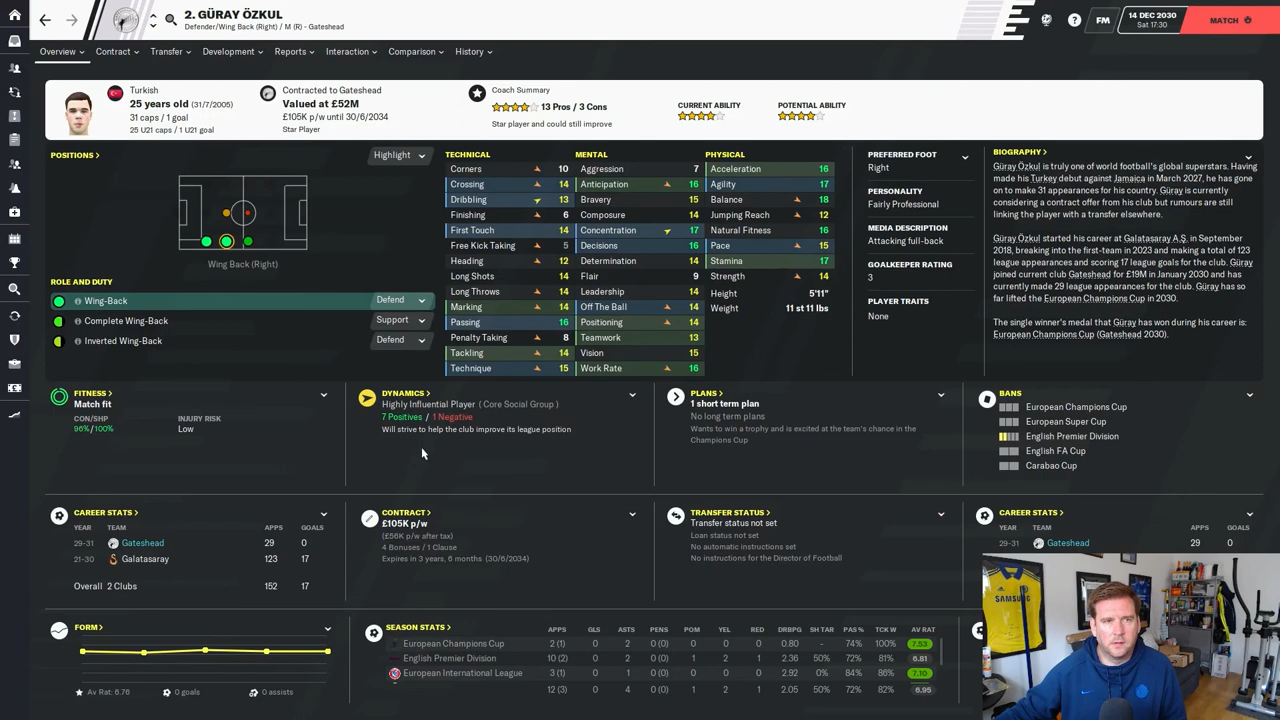 2. GÜRAY ÖZKUL
Defender/Wing Back (Right) / M (R) - Gateshead
FM
14 DEC 2030
Sat 17:30
MATCH
Overview
Contract
Transfer
Development
Reports
Interaction
Comparison
History
Turkish
25 years old (31/7/2005)
31 caps / 1 goal
25 U21 caps / 1 U21 goal
Contracted to Gateshead
Valued at £52M
£105K p/w until 30/6/2034
Star Player
Coach Summary
13 Pros / 3 Cons
Star player and could still improve
CURRENT ABILITY
POTENTIAL ABILITY
POSITIONS >
Highlight
Wing Back (Right)
ROLE AND DUTY
Wing-Back Defend
Complete Wing-Back Support
Inverted Wing-Back Defend
TECHNICAL
Corners 10
Crossing 14
Dribbling 13
Finishing 6
First Touch 14
Free Kick Taking 5
Heading 12
Long Shots 14
Long Throws 14
Marking 14
Passing 16
Penalty Taking 8
Tackling 14
Technique 15
MENTAL
Aggression 7
Anticipation 16
Bravery 15
Composure 14
Concentration 17
Decisions 16
Determination 14
Flair 9
Leadership 14
Off The Ball 14
Positioning 14
Teamwork 13
Vision 15
Work Rate 16
PHYSICAL
Acceleration 16
Agility 17
Balance 18
Jumping Reach 12
Natural Fitness 16
Pace 15
Stamina 17
Strength 14
Height 5'11"
Weight 11 st 11 lbs
PREFERRED FOOT
Right
PERSONALITY
Fairly Professional
MEDIA DESCRIPTION
Attacking full-back
GOALKEEPER RATING
3
PLAYER TRAITS
None
BIOGRAPHY >
Güray Özkul is truly one of world football's global superstars. Having
made his Turkey debut against Jamaica in March 2027, he has gone
on to make 31 appearances for his country. Güray is currently
considering a contract offer from his club but rumours are still
linking the player with a transfer elsewhere.
Güray Özkul started his career at Galatasaray A.Ş. in September
2018, breaking into the first-team in 2023 and making a total of 123
league appearances and scoring 17 league goals for the club. Güray
joined current club Gateshead for £19M in January 2030 and has
currently made 29 league appearances for the club. Güray has so
far lifted the European Champions Cup in 2030.
The single winner's medal that Güray has won during his career is:
European Champions Cup (Gateshead 2030).
FITNESS >
Match fit
CON/SHP
96% / 100%
INJURY RISK
Low
DYNAMICS >
Highly Influential Player ( Core Social Group )
7 Positives / 1 Negative
Will strive to help the club improve its league position
PLANS >
1 short term plan
No long term plans
Wants to win a trophy and is excited at the team's chance in the
Champions Cup
BANS
European Champions Cup
European Super Cup
English Premier Division
English FA Cup
Carabao Cup
CAREER STATS >
YEAR TEAM APPS GOALS
29-31 Gateshead 29 0
21-30 Galatasaray 123 17
Overall 2 Clubs 152 17
CONTRACT >
£105K p/w
(£56K p/w after tax)
4 Bonuses / 1 Clause
Expires in 3 years, 6 months (30/6/2034)
TRANSFER STATUS >
Transfer status not set
Loan status not set
No automatic instructions set
No instructions for the Director of Football
CAREER STATS >
YEAR TEAM APPS GOALS
29-31 Gateshead 29 0
FORM >
Av Rat: 6.76
0 goals
0 assists
SEASON STATS >
APPS GLS ASTS PENS POM YEL RED DRBPG SH TAR PAS % TCK W AV RAT
European Champions Cup 2 (1) 0 2 0 (0) 0 0 0 0.80 - 74% 100% 7.53
English Premier Division 10 (2) 0 2 0 (0) 1 2 1 2.36 50% 72% 81% 6.81
European International League 3 (1) 0 1 0 (0) 0 0 0 2.92 0% 84% 86% 7.10
12 (3) 0 4 0 (0) 1 2 1 2.05 50% 72% 82% 6.95
SAMSUNG